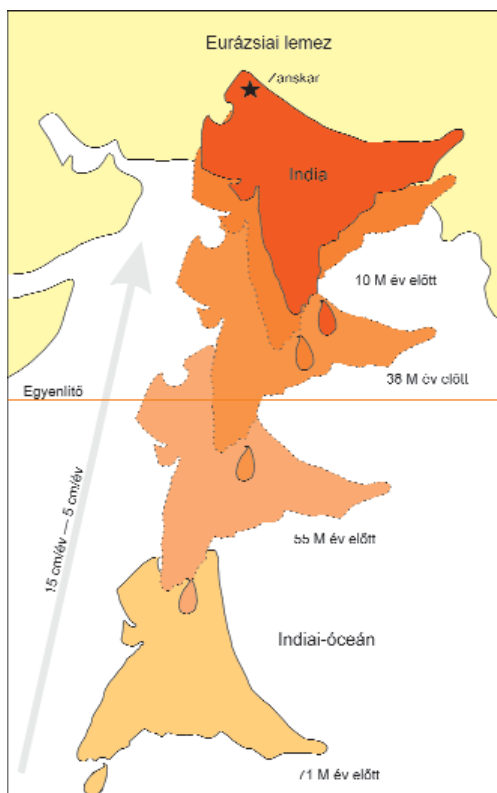 Eurázsiai lemez
Zanskar
India
10 M év előtt
38 M év előtt
Egyenlítő
15 cm/év — 5 cm/év
55 M év előtt
Indiai-óceán
71 M év előtt